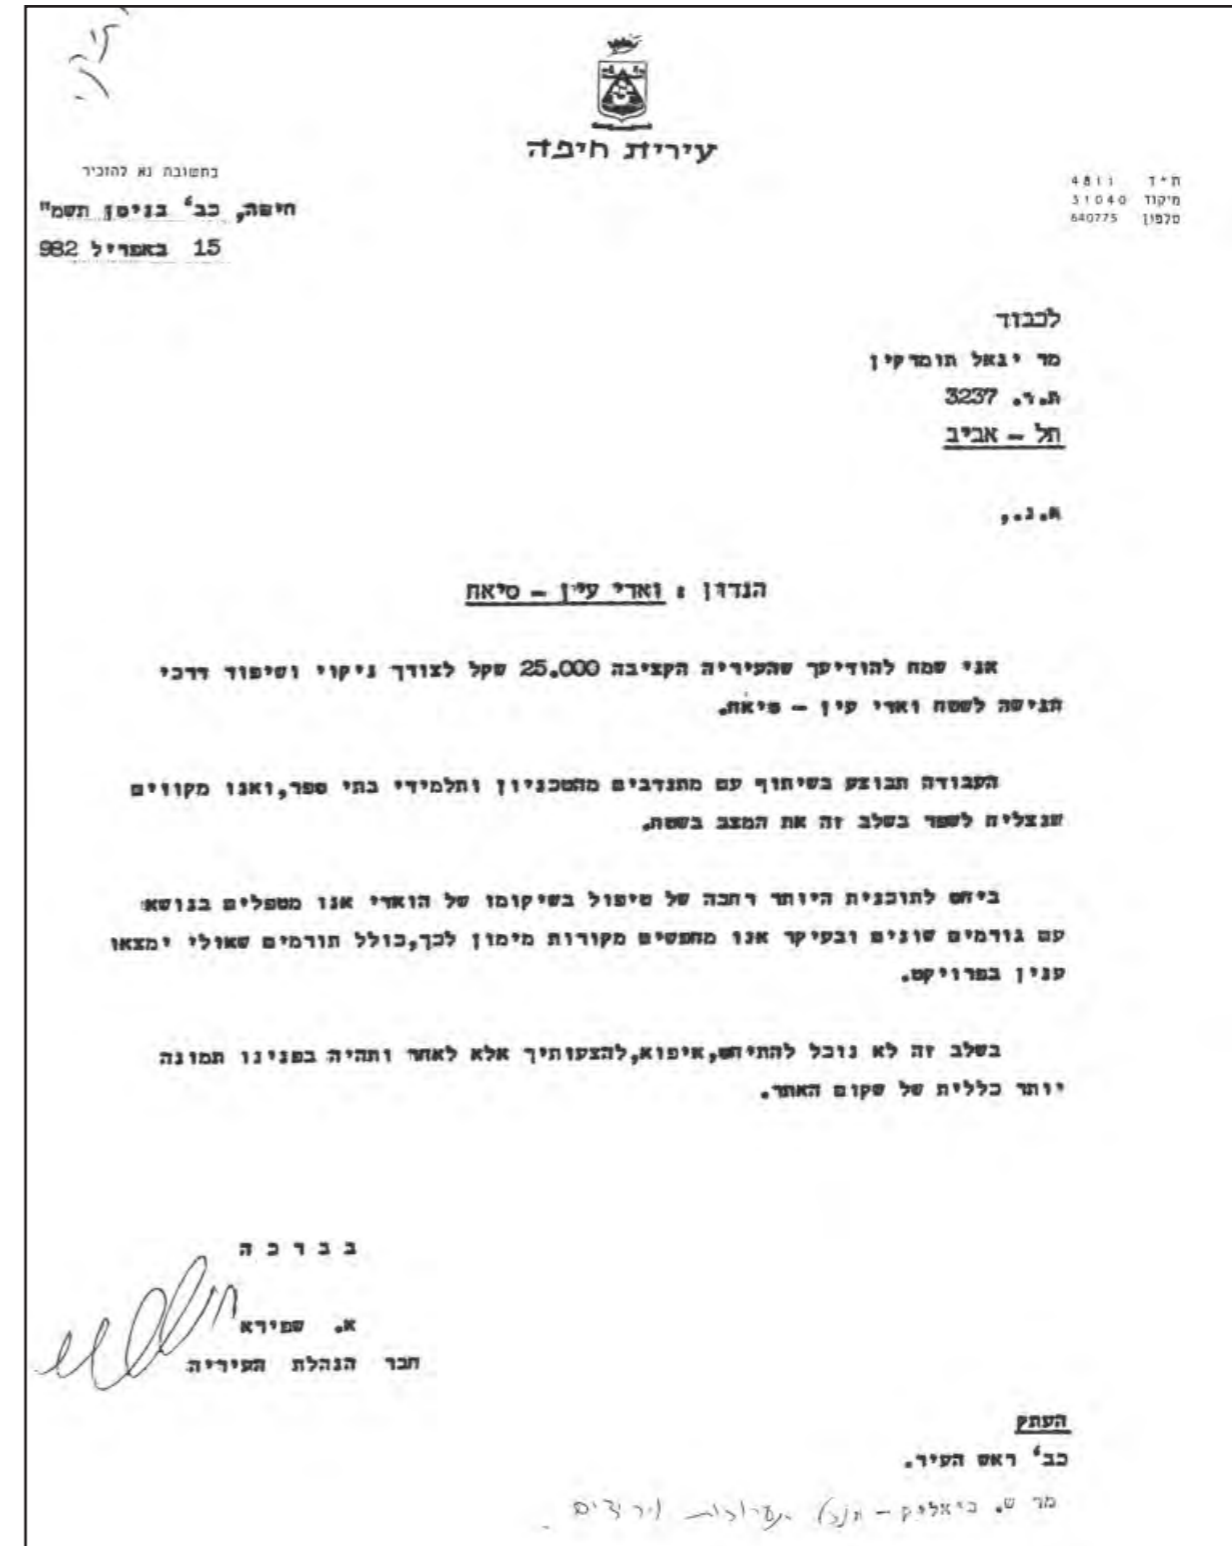 עירית חיפה
ת״ד 4811
מיקוד 31040
טלפון 640775
בתשובה נא להזכיר
חיפה, כב' בניסן תשמ"
15 באפריל 982
לכבוד
מר יגאל תומרקין
ת.ד. 3237
תל - אביב
א.נ.,
הנדון : ואדי עין - סיאח
אני שמח להודיעך שהעיריה הקציבה 25.000 שקל לצורך ניקוי ושיפור דרכי
הגישה לשטח ואדי עין - סיאח.
העבודה תבוצע בשיתוף עם מתנדבים מהטכניון ותלמידי בתי ספר,ואנו מקווים
שנצליח לשפר בשלב זה את המצב בשטח.
ביחס לתוכנית היותר רחבה של טיפול בשיקומו של הואדי אנו מטפלים בנושא
עם גורמים שונים ובעיקר אנו מחפשים מקורות מימון לכך,כולל תורמים שאולי ימצאו
ענין בפרויקט.
בשלב זה לא נוכל להתיחס,איפוא,להצעותיך אלא לאחר ותהיה בפנינו תמונה
יותר כללית של שקום האתר.
ב ב ר כ ה
א. שפירא
חבר הנהלת העיריה
העתק
כב' ראש העיר.
מר ש. ביאליק - תערוכות וירידים